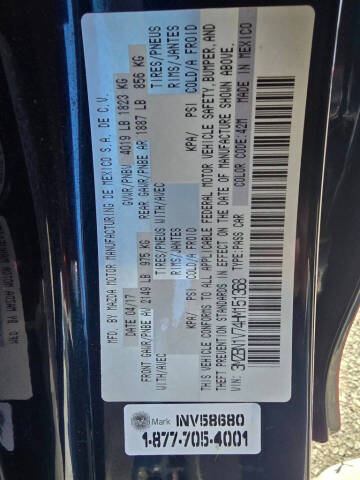 MFD. BY MAZDA MOTOR MANUFACTURING DE MEXICO S.A. DE C.V.
DATE: 04/17 GVWR/PNBV 4019 LB 1823 KG
FRONT GAWR/PNBE AV 2149 LB 975 KG REAR GAWR/PNBE AR 1887 LB 856 KG
WITH/AVEC TIRES/PNEUS WITH/AVEC TIRES/PNEUS
RIMS/JANTES RIMS/JANTES
KPA/ PSI COLD/A FROID KPA/ PSI COLD/A FROID
THIS VEHICLE CONFORMS TO ALL APPLICABLE FEDERAL MOTOR VEHICLE SAFETY, BUMPER, AND
THEFT PREVENTION STANDARDS IN EFFECT ON THE DATE OF MANUFACTURE SHOWN ABOVE.
VIN: 3MZBN1V74HM151668 TYPE:PASS CAR COLOR CODE:42M MADE IN MEXICO
Mark INV58680
1-877-705-4001